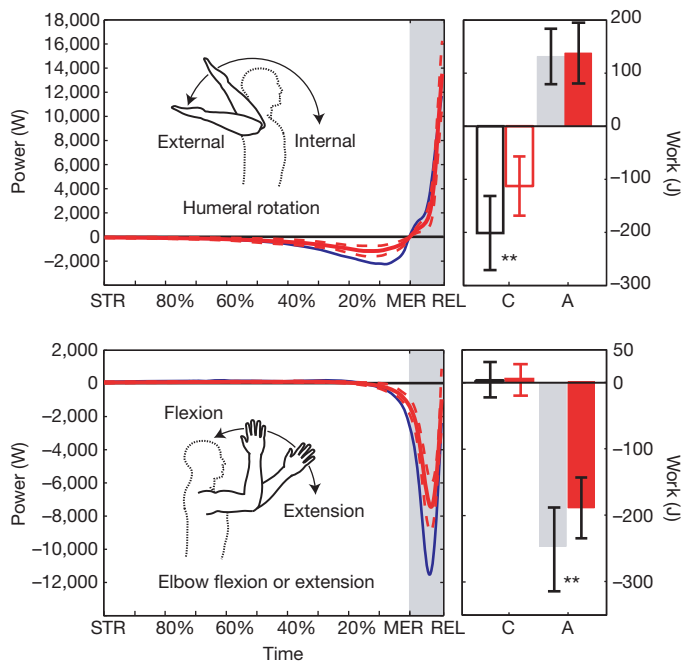 18,000
16,000
14,000
12,000
10,000
8,000
6,000
4,000
2,000
0
−2,000
Power (W)
External
Internal
Humeral rotation
STR 80% 60% 40% 20% MER REL
200
100
0
−100
−200
−300
Work (J)
**
C A
2,000
0
−2,000
−4,000
−6,000
−8,000
−10,000
−12,000
Power (W)
Flexion
Extension
Elbow flexion or extension
STR 80% 60% 40% 20% MER REL
Time
50
0
−100
−200
−300
Work (J)
**
C A